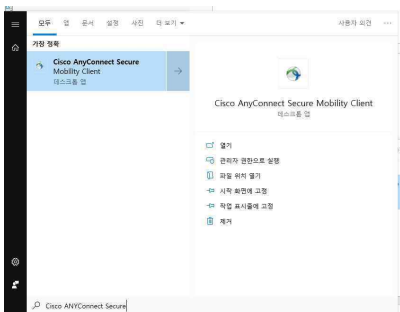 모두 앱 문서 설정 사진 더 보기 사용자 의견 ...
가장 정확
Cisco AnyConnect Secure
Mobility Client
데스크톱 앱
Cisco AnyConnect Secure Mobility Client
데스크톱 앱
열기
관리자 권한으로 실행
파일 위치 열기
시작 화면에 고정
작업 표시줄에 고정
제거
Cisco ANYConnect Secure